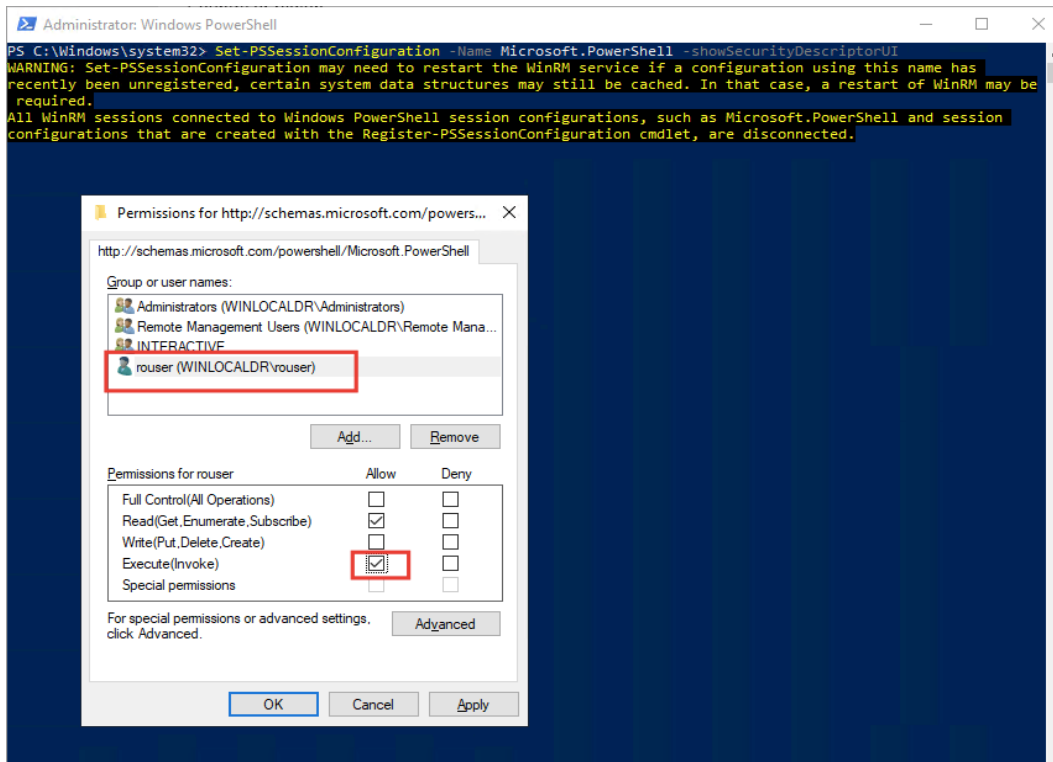 Administrator: Windows PowerShell
PS C:\Windows\system32> Set-PSSessionConfiguration -Name Microsoft.PowerShell -showSecurityDescriptorUI
WARNING: Set-PSSessionConfiguration may need to restart the WinRM service if a configuration using this name has
recently been unregistered, certain system data structures may still be cached. In that case, a restart of WinRM may be
required.
All WinRM sessions connected to Windows PowerShell session configurations, such as Microsoft.PowerShell and session
configurations that are created with the Register-PSSessionConfiguration cmdlet, are disconnected.
Permissions for http://schemas.microsoft.com/powers...
http://schemas.microsoft.com/powershell/Microsoft.PowerShell
Group or user names:
Administrators (WINLOCALDR\Administrators)
Remote Management Users (WINLOCALDR\Remote Mana...
INTERACTIVE
rouser (WINLOCALDR\rouser)
Add... Remove
Permissions for rouser Allow Deny
Full Control(All Operations)
Read(Get,Enumerate,Subscribe)
Write(Put,Delete,Create)
Execute(Invoke)
Special permissions
For special permissions or advanced settings,
click Advanced.
Advanced
OK Cancel Apply